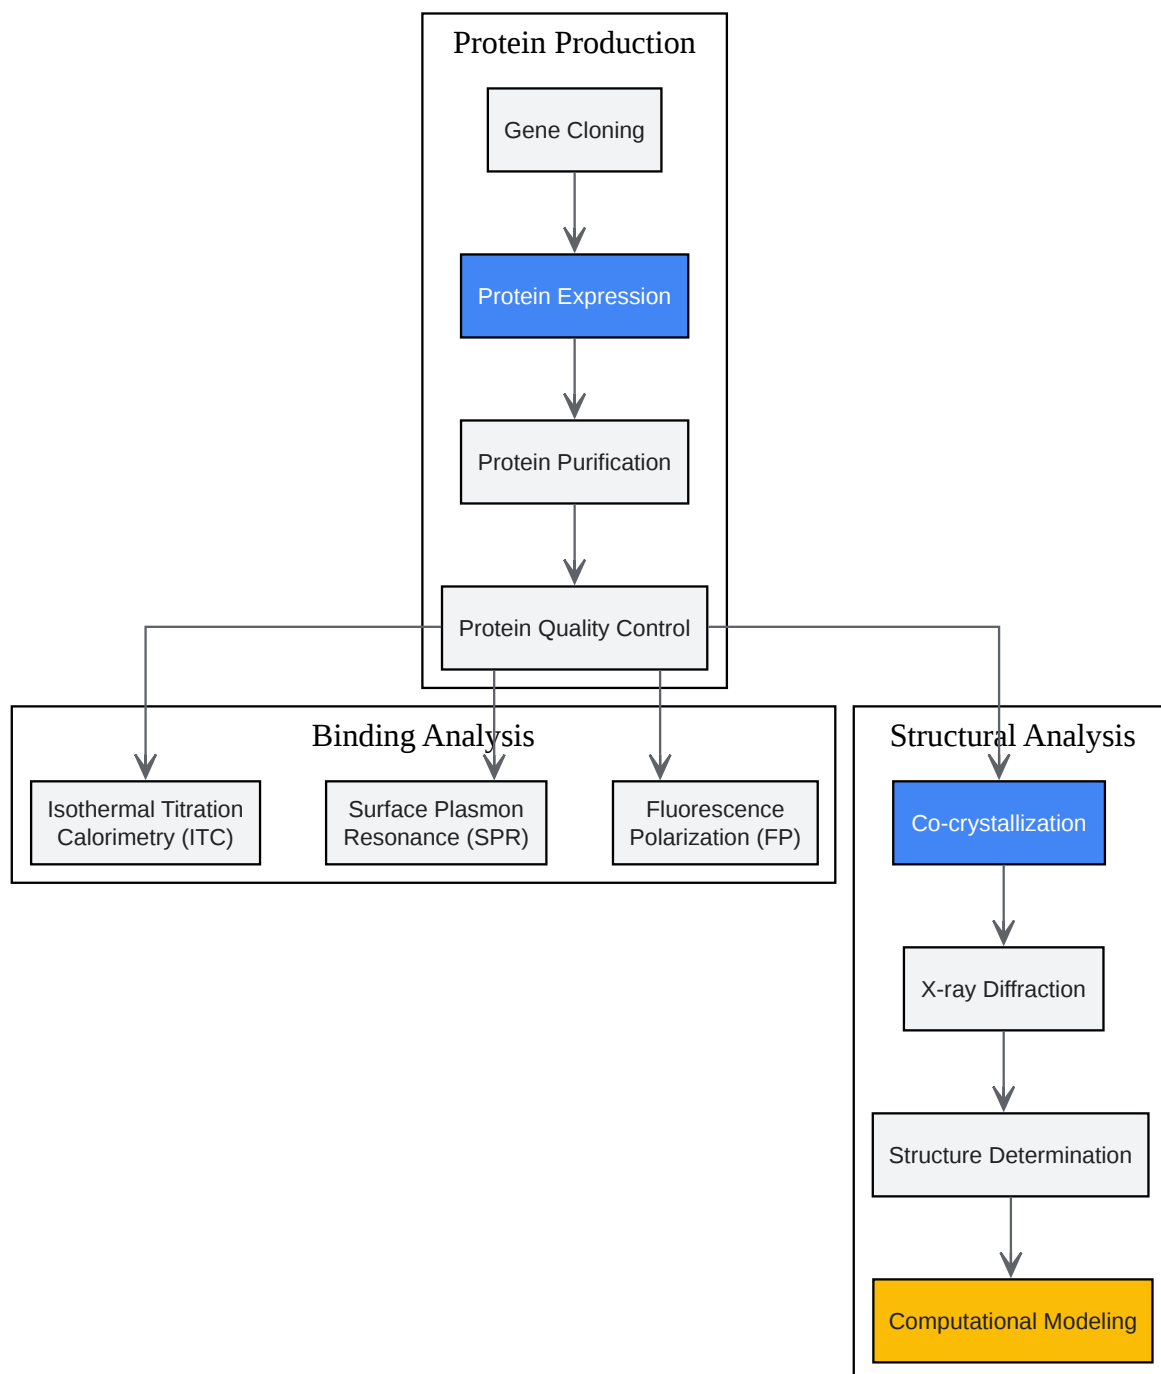 Protein Production
Gene Cloning
Protein Expression
Protein Purification
Protein Quality Control
Binding Analysis
Isothermal Titration
Calorimetry (ITC)
Surface Plasmon
Resonance (SPR)
Fluorescence
Polarization (FP)
Structural Analysis
Co-crystallization
X-ray Diffraction
Structure Determination
Computational Modeling